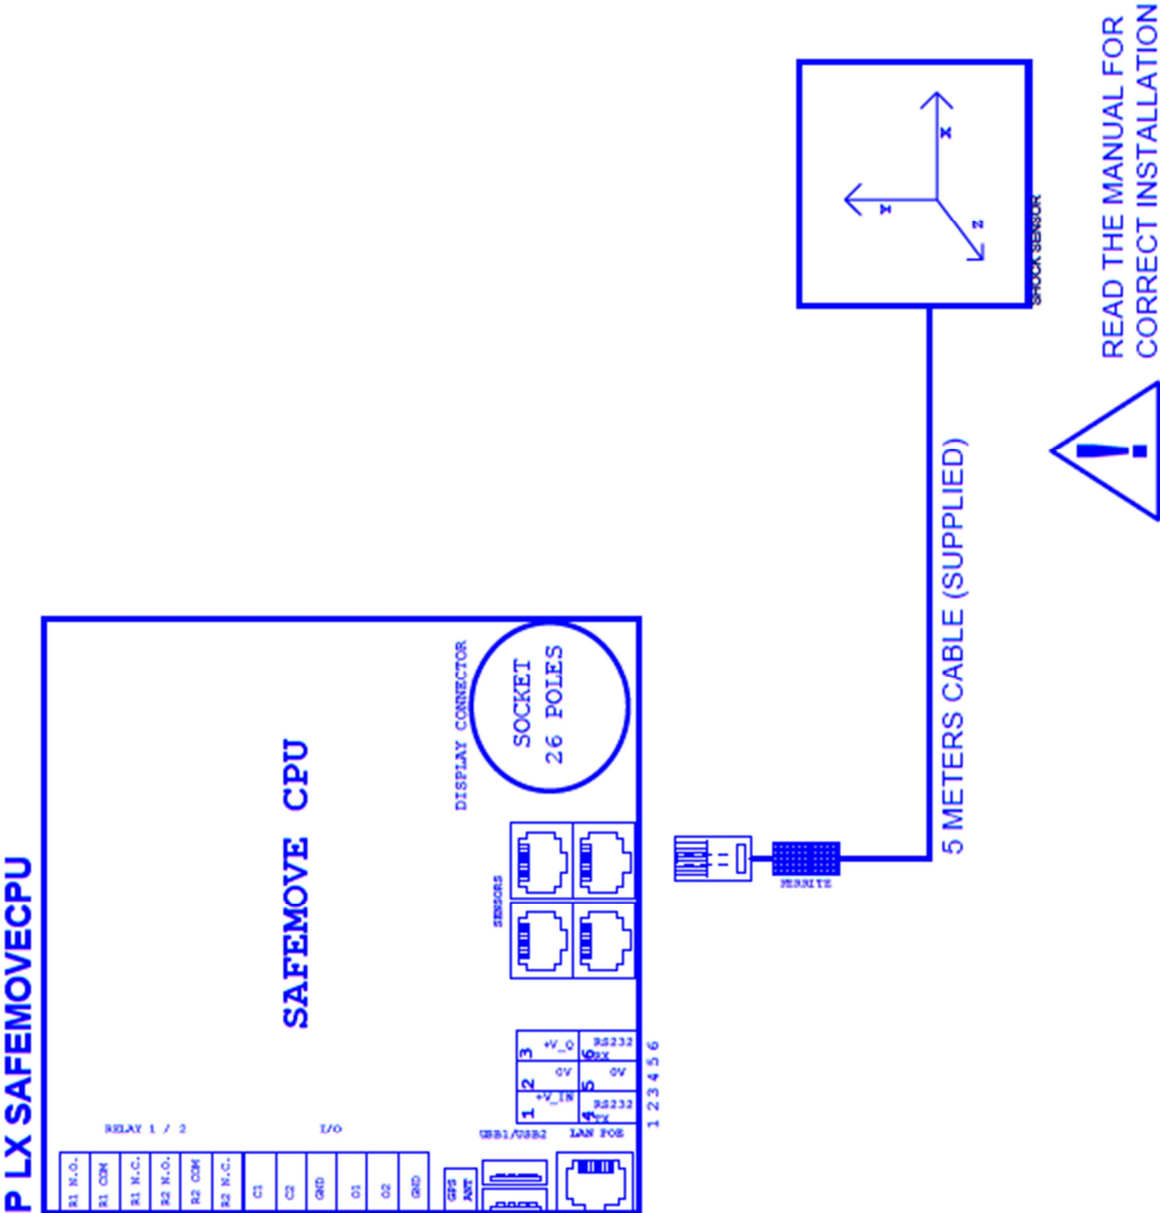 P LX SAFEMOVECPU
SAFEMOVE CPU
RELAY 1 / 2
I/O
R1 N.O.
R1 COM
R1 N.C.
R2 N.O.
R2 COM
R2 N.C.
C1
C2
GND
O1
O2
GND
GPS
ANT
USB1/USB2
LAN POE
1 +V_IN
2 0V
3 +V_O
4 RS232
TX
5 0V
6 RS232
RX
1 2 3 4 5 6
SENSORS
DISPLAY CONNECTOR
SOCKET
26 POLES
FERRITE
5 METERS CABLE (SUPPLIED)
X
Y
Z
SHOCK SENSOR
!
READ THE MANUAL FOR
CORRECT INSTALLATION